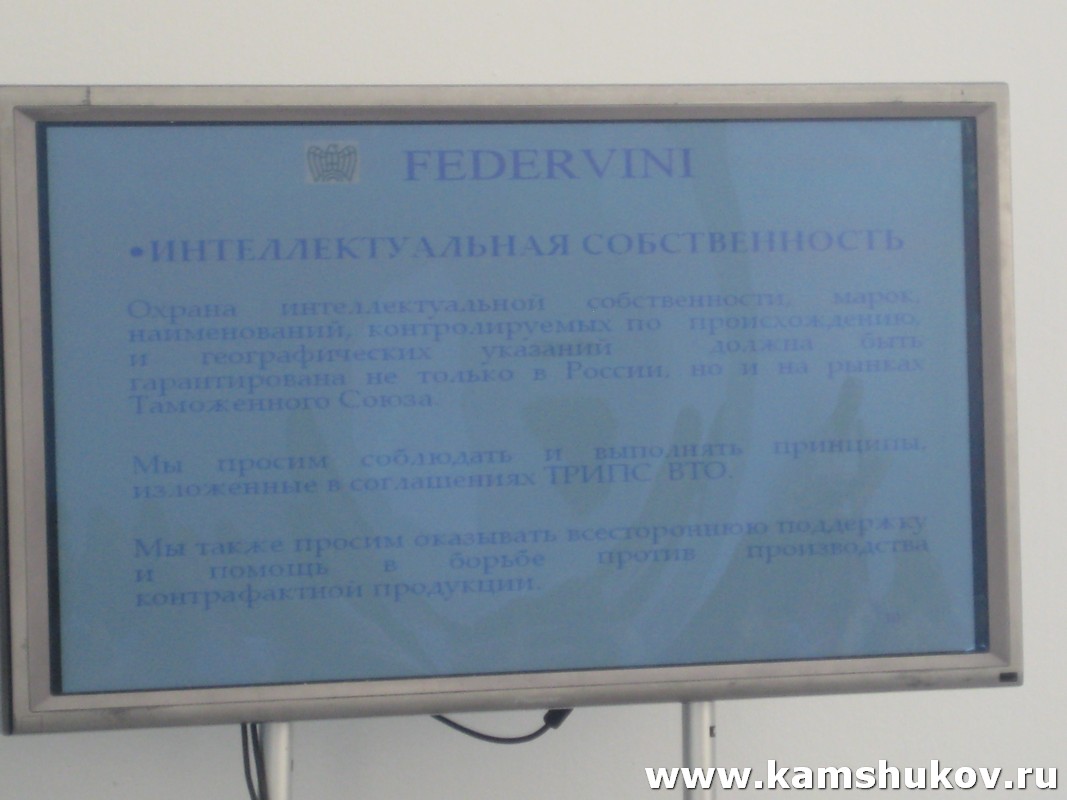 FEDERVINI
•ИНТЕЛЛЕКТУАЛЬНАЯ СОБСТВЕННОСТЬ
Охрана интеллектуальной собственности, марок,
наименований, контролируемых по происхождению,
и географических указаний должна быть
гарантирована не только в России, но и на рынках
Таможенного Союза.
Мы просим соблюдать и выполнять принципы,
изложенные в соглашениях ТРИПС ВТО.
Мы также просим оказывать всестороннюю поддержку
и помощь в борьбе против производства
контрафактной продукции.
www.kamshukov.ru